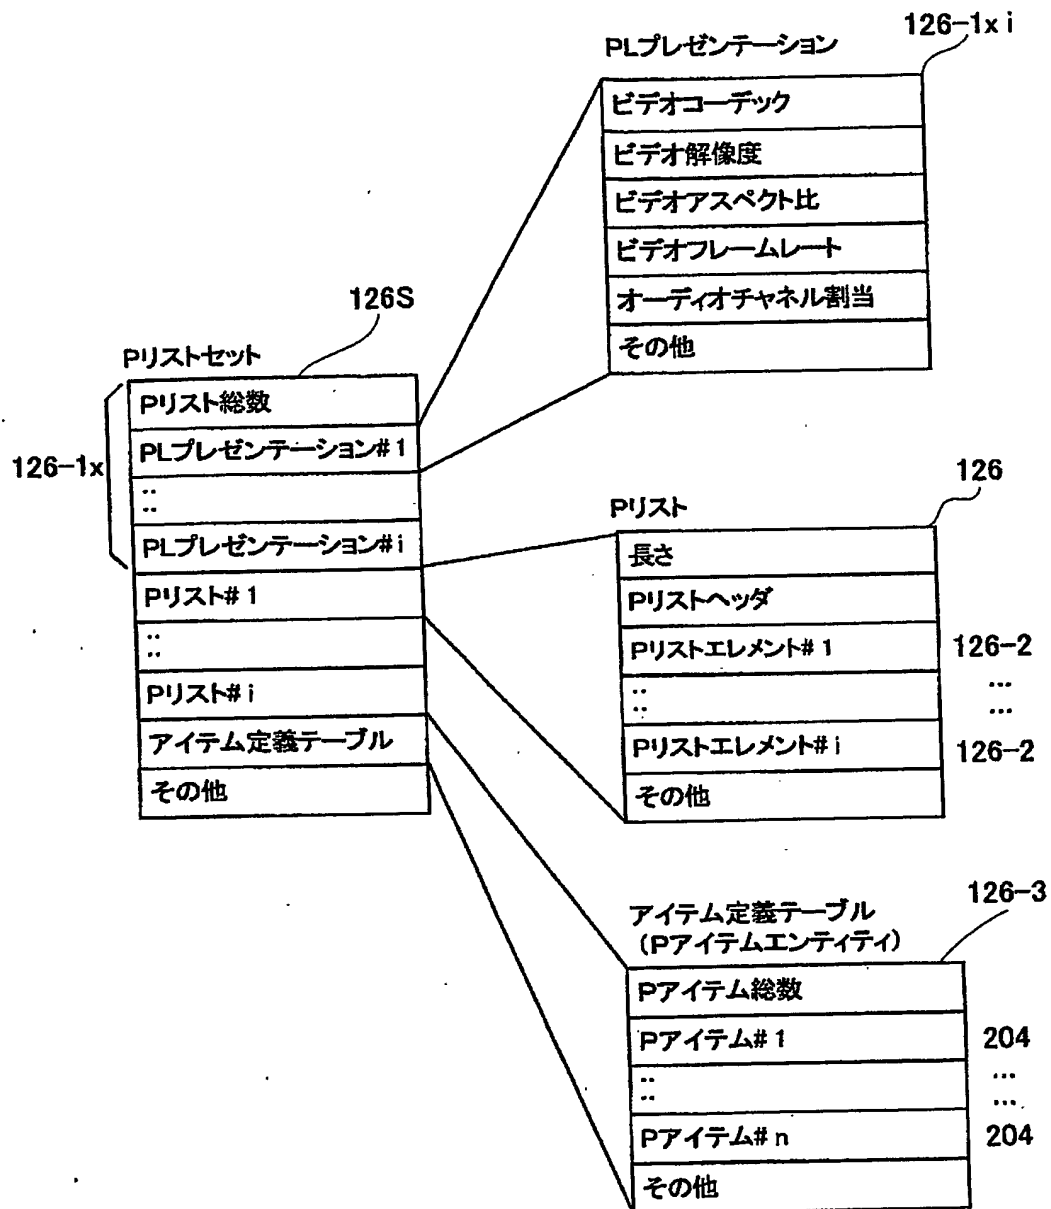 PLプレゼンテーション
126-1x i
ビデオコーデック
ビデオ解像度
ビデオアスペクト比
ビデオフレームレート
オーディオチャネル割当
その他
126S
Pリストセット
126-1x
Pリスト総数
PLプレゼンテーション#1
::
PLプレゼンテーション#i
Pリスト#1
::
Pリスト#i
アイテム定義テーブル
その他
Pリスト
126
長さ
Pリストヘッダ
Pリストエレメント#1 126-2
:: ...
...
Pリストエレメント#i 126-2
その他
アイテム定義テーブル
(Pアイテムエンティティ)
126-3
Pアイテム総数
Pアイテム#1 204
:: ...
...
Pアイテム#n 204
その他